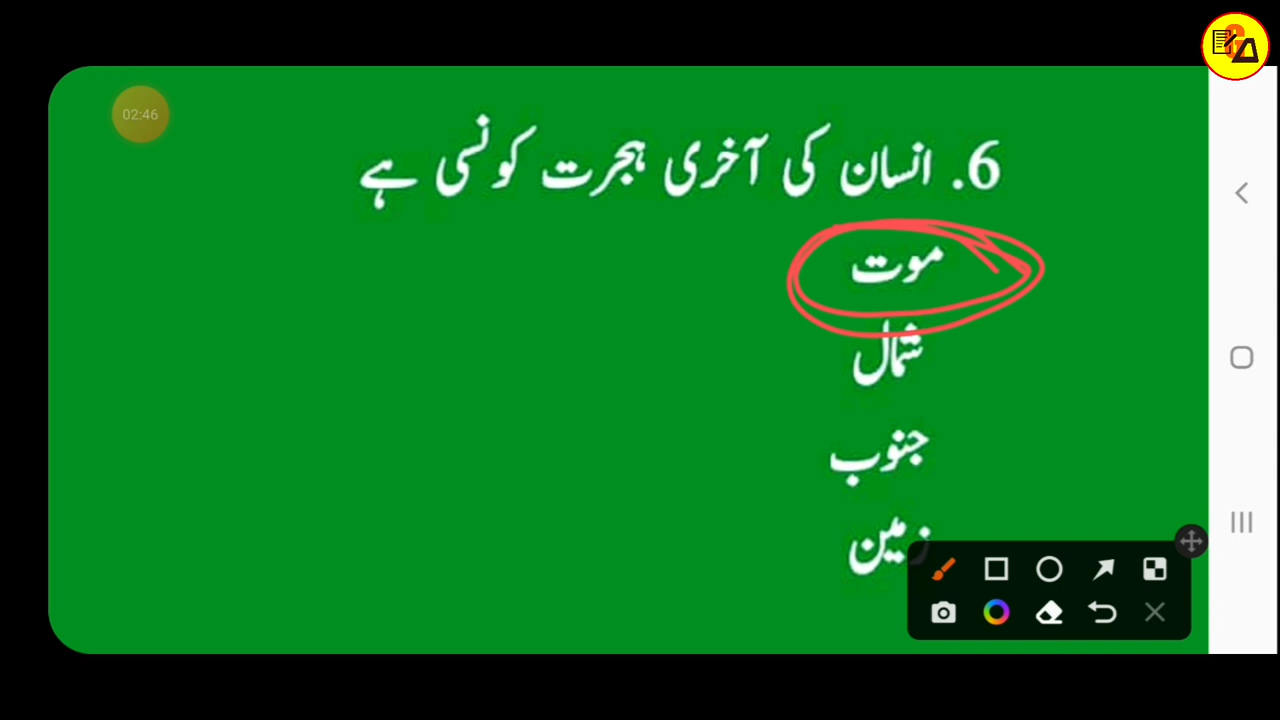 02:46
6. انسان کی آخری ہجرت کونسی ہے
موت
شمال
جنوب
زمین